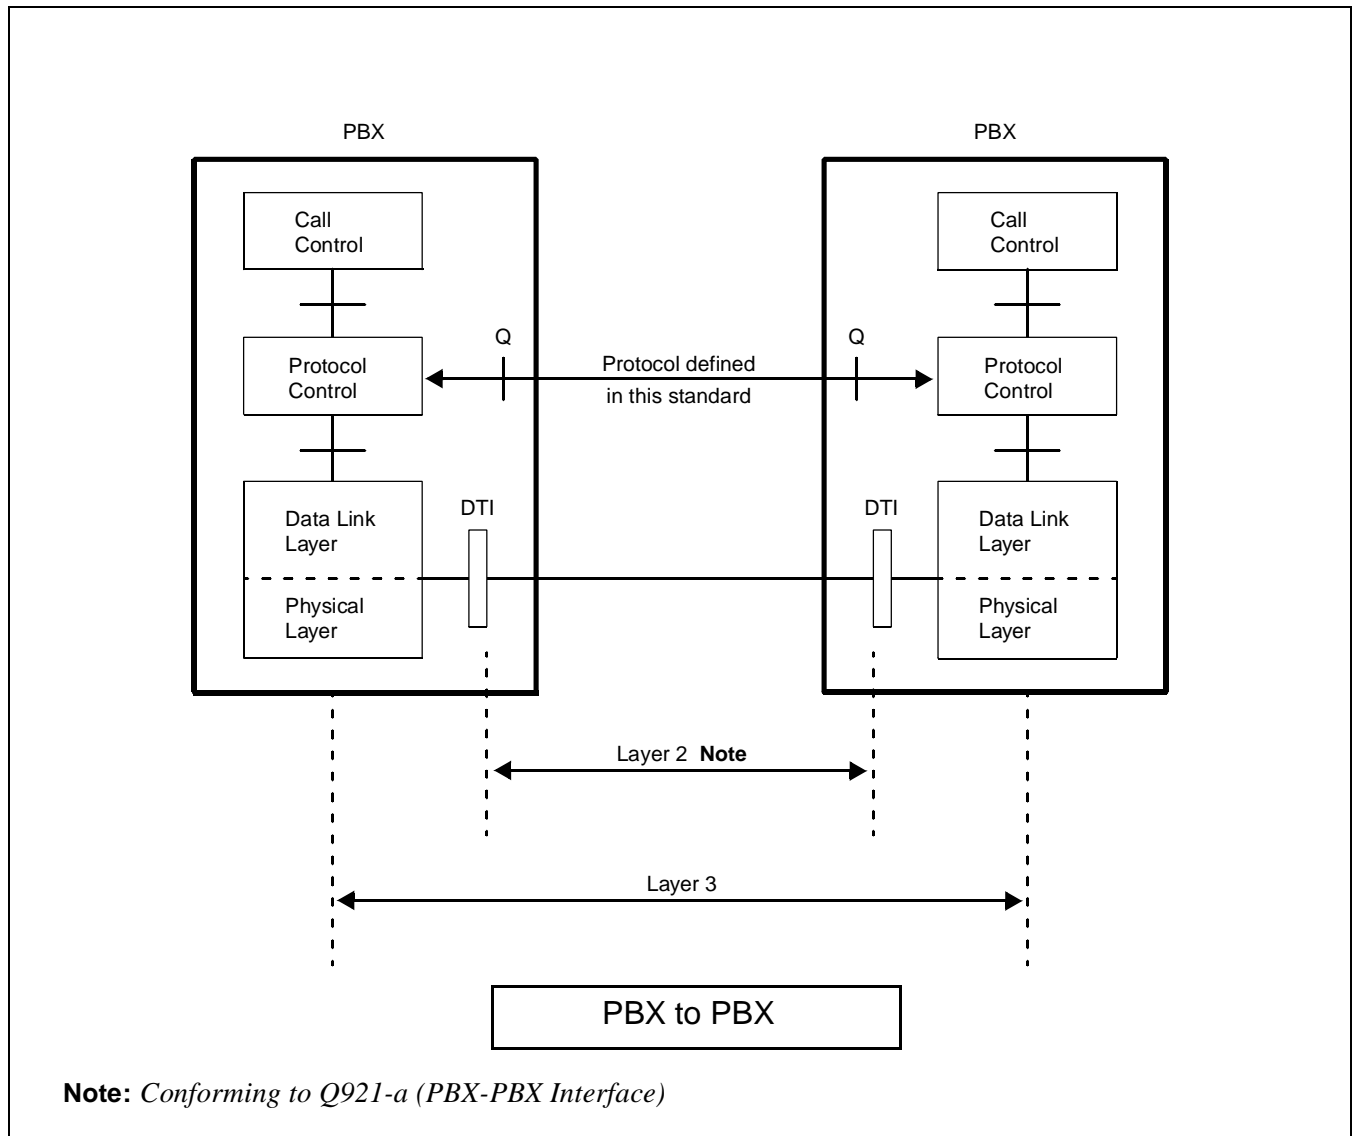 PBX
PBX
Call
Control
Call
Control
Q
Q
Protocol
Control
Protocol defined
in this standard
Protocol
Control
DTI
DTI
Data Link
Layer
Data Link
Layer
Physical
Layer
Physical
Layer
Layer 2 Note
Layer 3
PBX to PBX
Note: Conforming to Q921-a (PBX-PBX Interface)